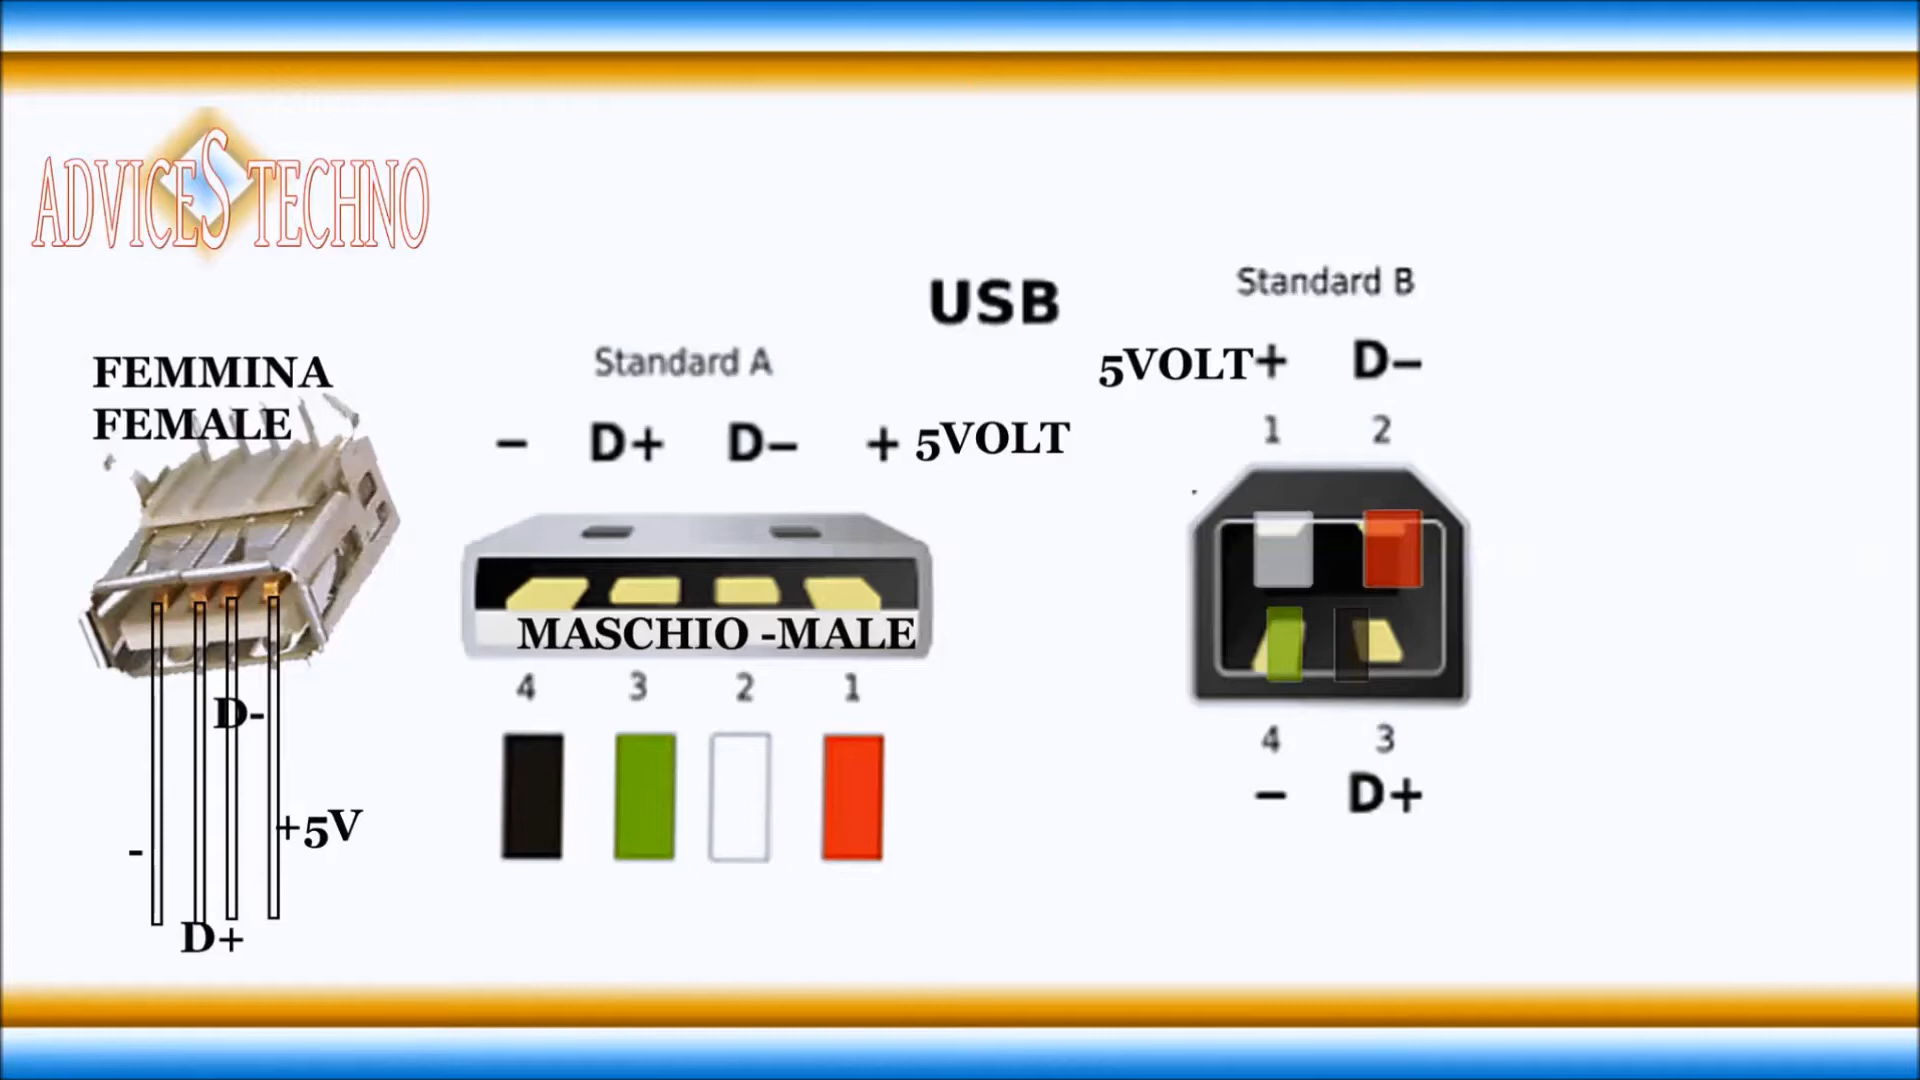 ADVICES TECHNO
USB
Standard B
5VOLT+ D−
1 2
Standard A
− D+ D− + 5VOLT
FEMMINA
FEMALE
MASCHIO -MALE
4 3 2 1
4 3
− D+
D-
+5V
-
D+